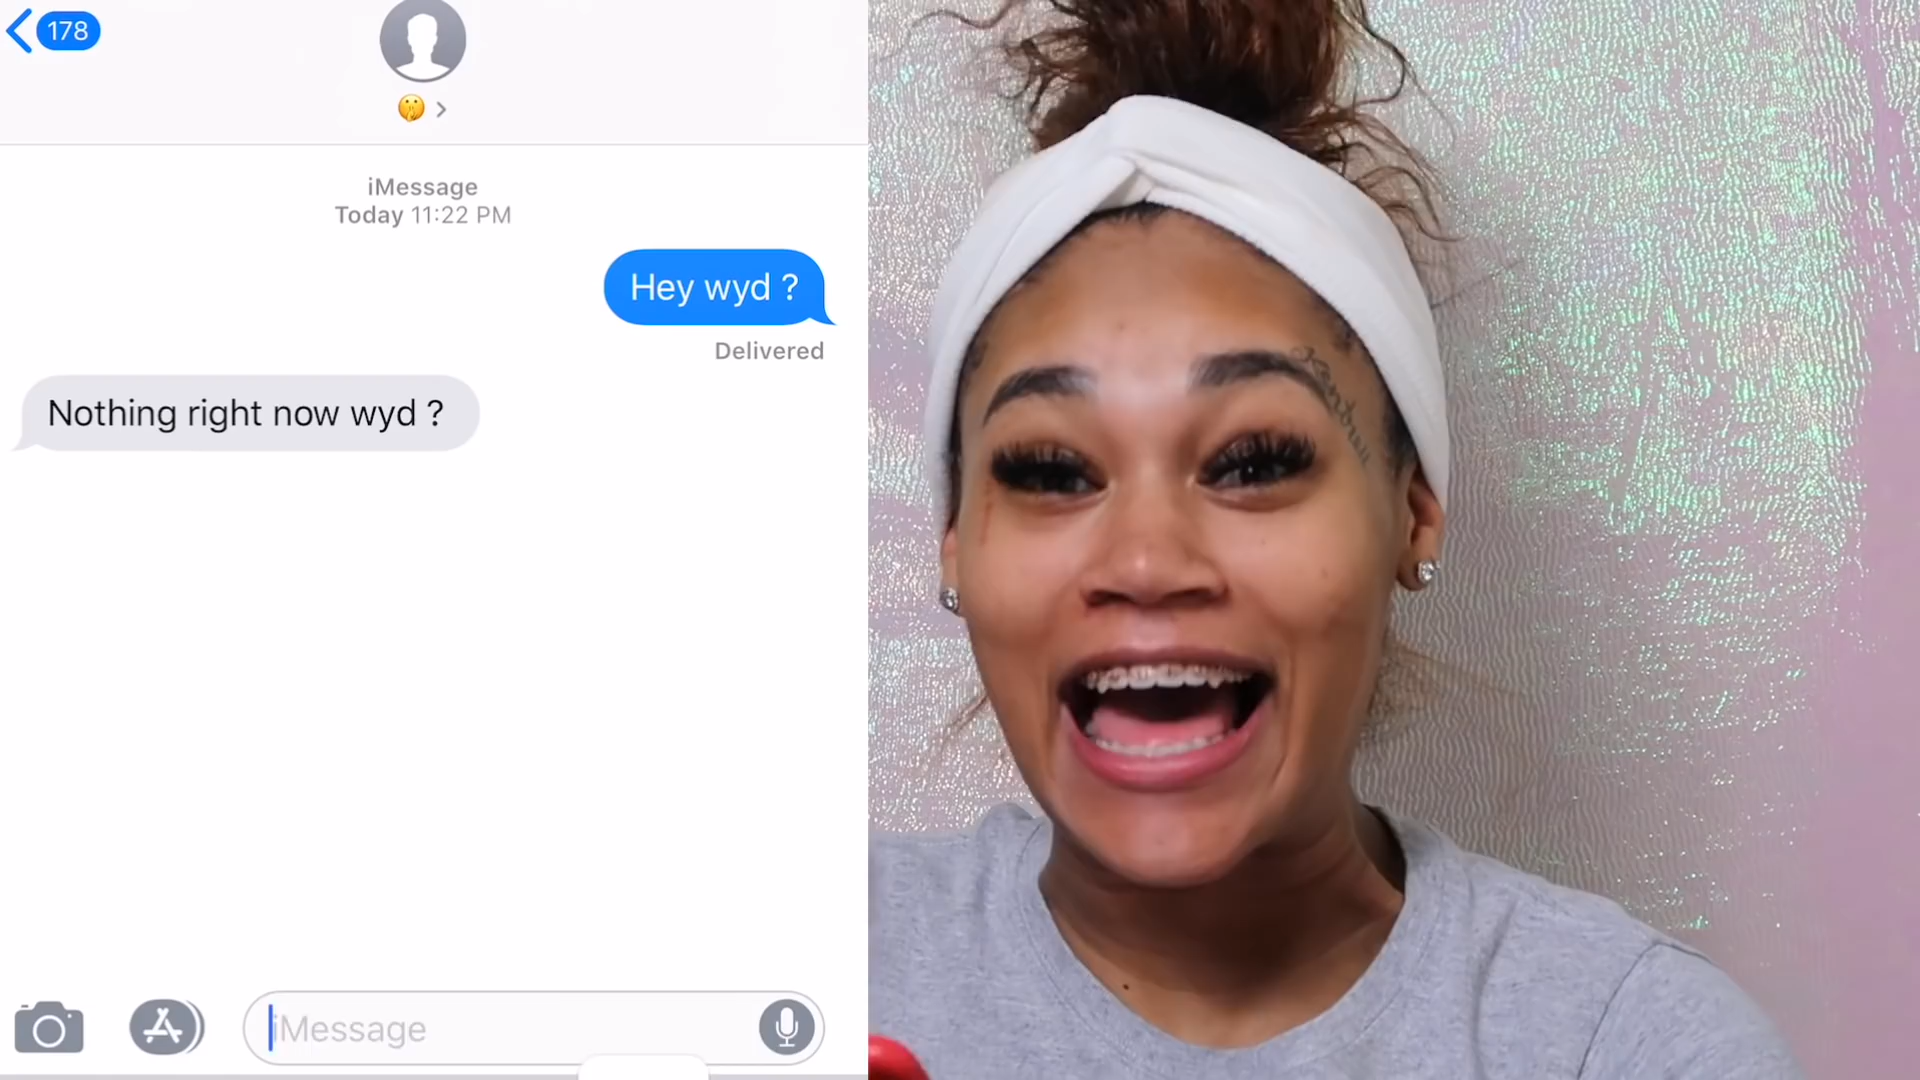 178
iMessage
Today 11:22 PM
Hey wyd ?
Delivered
Nothing right now wyd ?
iMessage